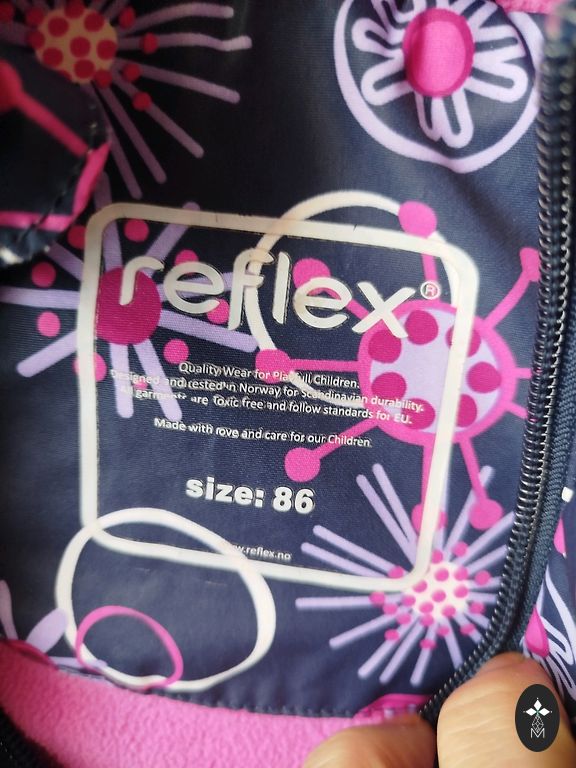 reflex®
Quality Wear for Playfull Children.
Designed and tested in Norway for Scandinavian durability.
garments are Toxic free and follow standards for EU.
Made with love and care for our Children.
size: 86
www.reflex.no
M